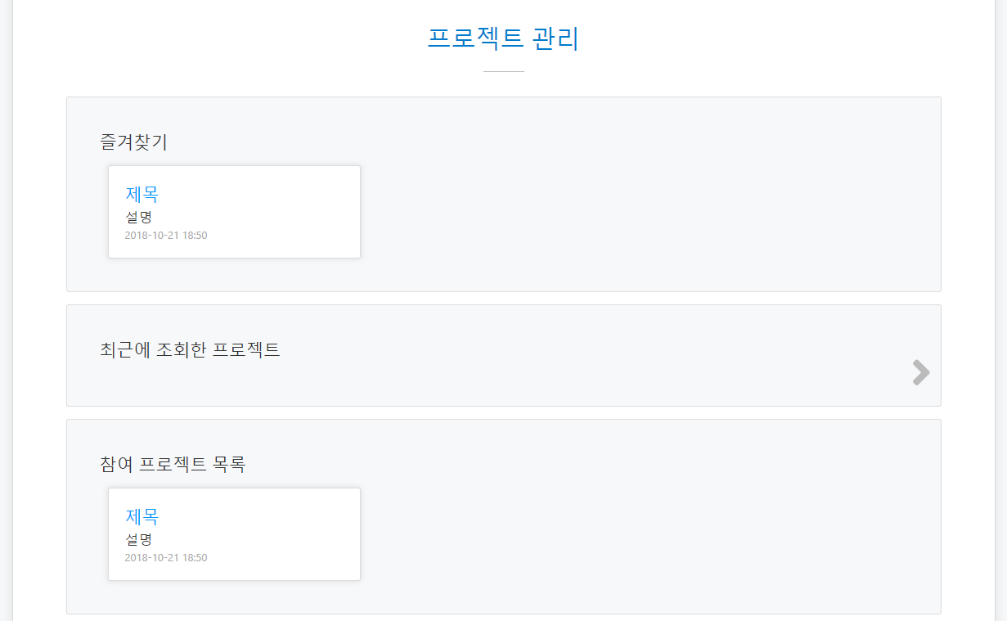 프로젝트 관리
즐겨찾기
제목
설명
2018-10-21 18:50
최근에 조회한 프로젝트
참여 프로젝트 목록
제목
설명
2018-10-21 18:50